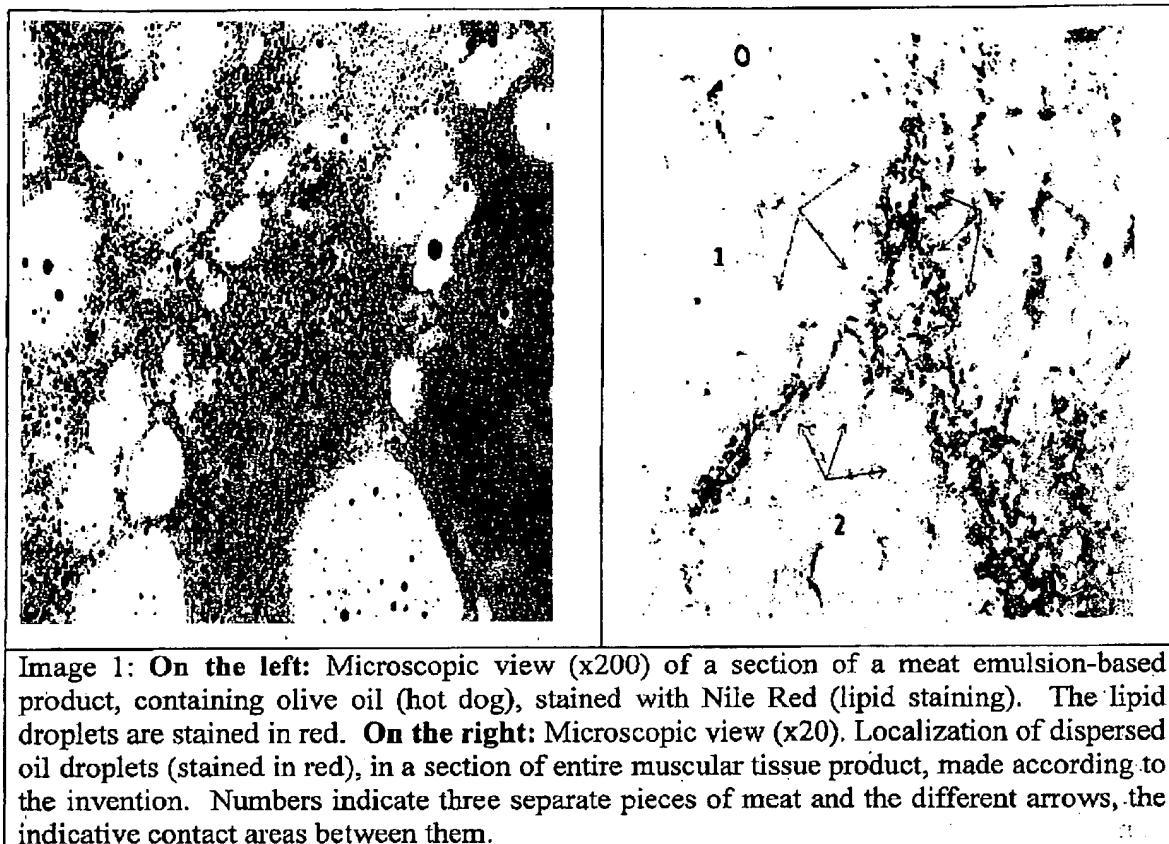 0
1
2
Image 1: On the left: Microscopic view (x200) of a section of a meat emulsion-based
product, containing olive oil (hot dog), stained with Nile Red (lipid staining). The lipid
droplets are stained in red. On the right: Microscopic view (x20). Localization of dispersed
oil droplets (stained in red), in a section of entire muscular tissue product, made according to
the invention. Numbers indicate three separate pieces of meat and the different arrows, the
indicative contact areas between them.